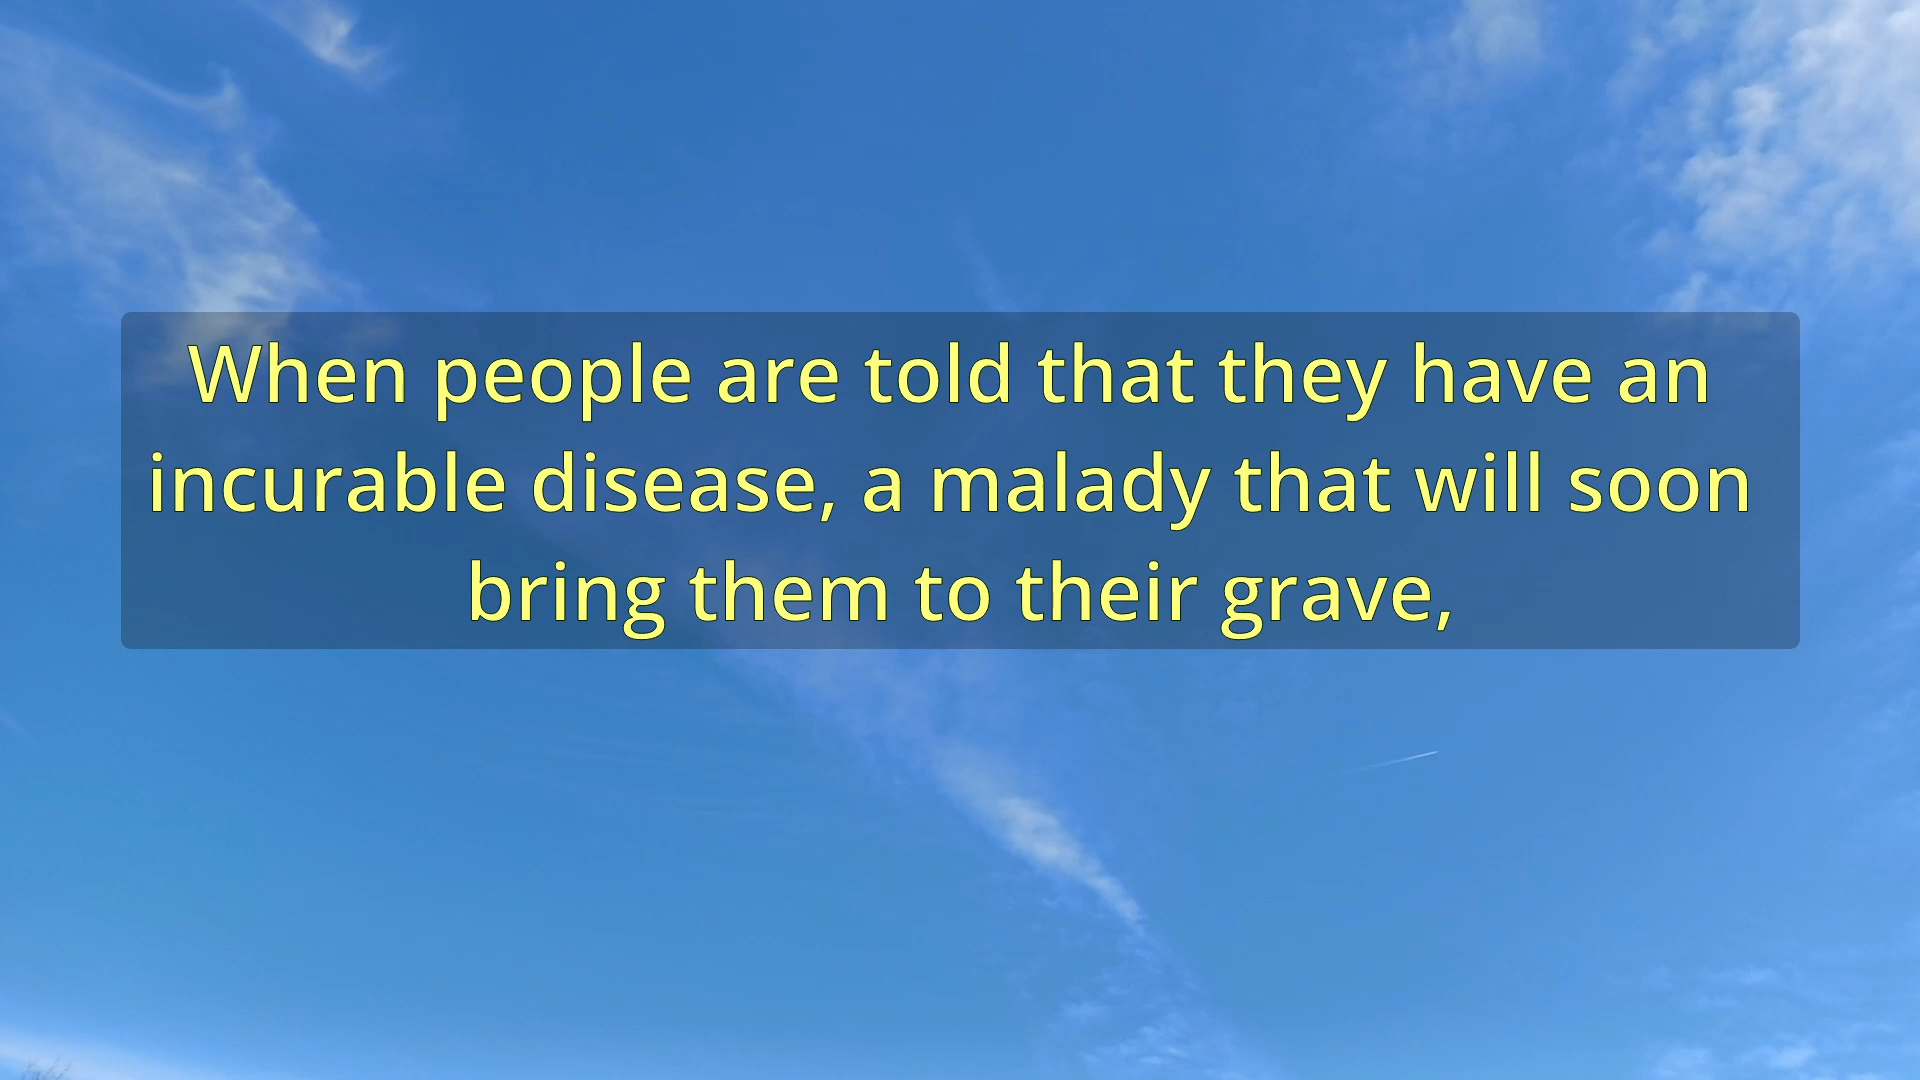 When people are told that they have an
incurable disease, a malady that will soon
bring them to their grave,